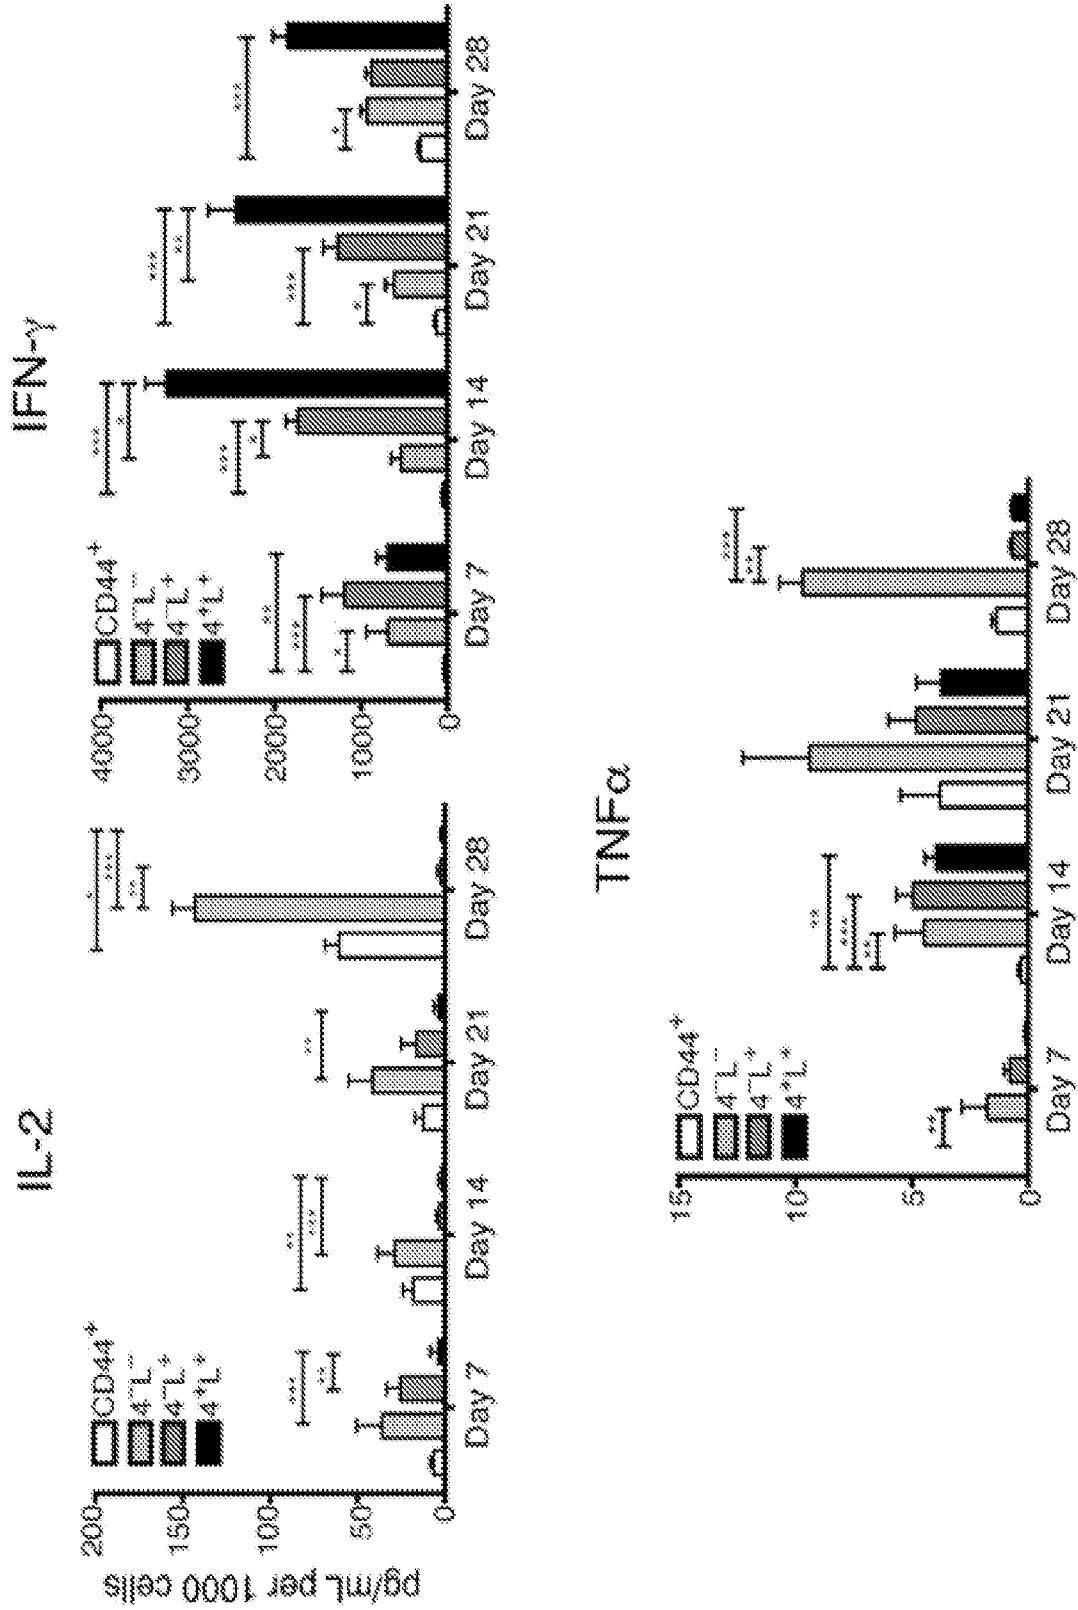 IL-2
pg/mL per 1000 cells
200
150
100
50
0
CD44⁺
4⁻L⁻
4⁻L⁺
4⁺L⁺
*
***
**
**
***
**
***
***
**
Day 7
Day 14
Day 21
Day 28
IFN-γ
4000
3000
2000
1000
0
CD44⁺
4⁻L⁻
4⁻L⁺
4⁺L⁺
**
***
*
***
*
***
*
***
**
***
*
***
*
Day 7
Day 14
Day 21
Day 28
TNFα
15
10
5
0
CD44⁺
4⁻L⁻
4⁻L⁺
4⁺L⁺
**
**
***
**
***
**
Day 7
Day 14
Day 21
Day 28